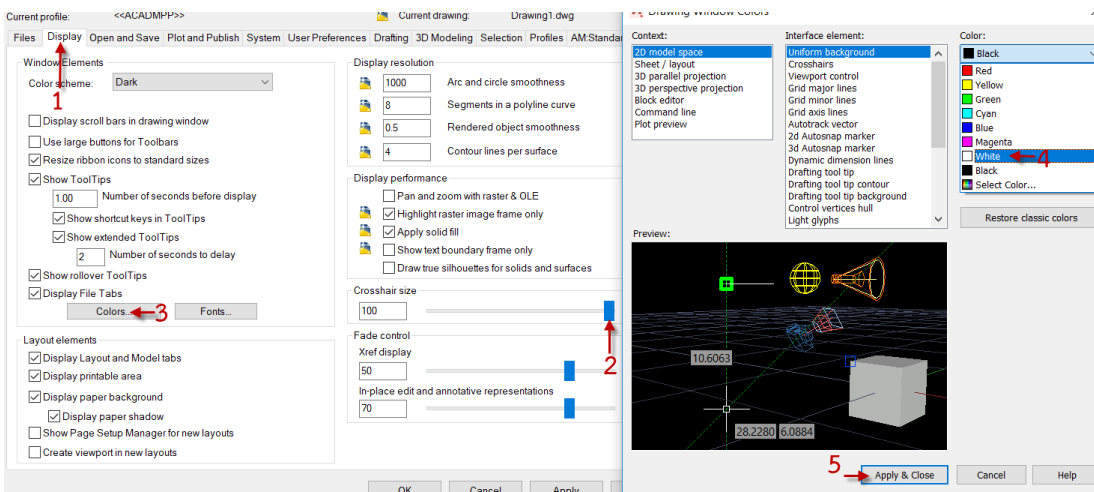 Current profile: <<ACADMPP>> Current drawing: Drawing1.dwg
Files Display Open and Save Plot and Publish System User Preferences Drafting 3D Modeling Selection Profiles AM:Standa
Window Elements
Color scheme: Dark
1
Display scroll bars in drawing window
Use large buttons for Toolbars
Resize ribbon icons to standard sizes
Show ToolTips
1.00 Number of seconds before display
Show shortcut keys in ToolTips
Show extended ToolTips
2 Number of seconds to delay
Show rollover ToolTips
Display File Tabs
Colors... 3 Fonts...
Layout elements
Display Layout and Model tabs
Display printable area
Display paper background
Display paper shadow
Show Page Setup Manager for new layouts
Create viewport in new layouts
Display resolution
1000 Arc and circle smoothness
8 Segments in a polyline curve
0.5 Rendered object smoothness
4 Contour lines per surface
Display performance
Pan and zoom with raster & OLE
Highlight raster image frame only
Apply solid fill
Show text boundary frame only
Draw true silhouettes for solids and surfaces
Crosshair size
100
2
Fade control
Xref display
50
In-place edit and annotative representations
70
OK Cancel Apply
Drawing Window Colors
Context:
2D model space
Sheet / layout
3D parallel projection
3D perspective projection
Block editor
Command line
Plot preview
Interface element:
Uniform background
Crosshairs
Viewport control
Grid major lines
Grid minor lines
Grid axis lines
Autotrack vector
2d Autosnap marker
3d Autosnap marker
Dynamic dimension lines
Drafting tool tip
Drafting tool tip contour
Drafting tool tip background
Control vertices hull
Light glyphs
Color:
Black
Red
Yellow
Green
Cyan
Blue
Magenta
White 4
Black
Select Color...
Restore classic colors
Preview:
10.6063
28.2280 6.0884
5
Apply & Close Cancel Help